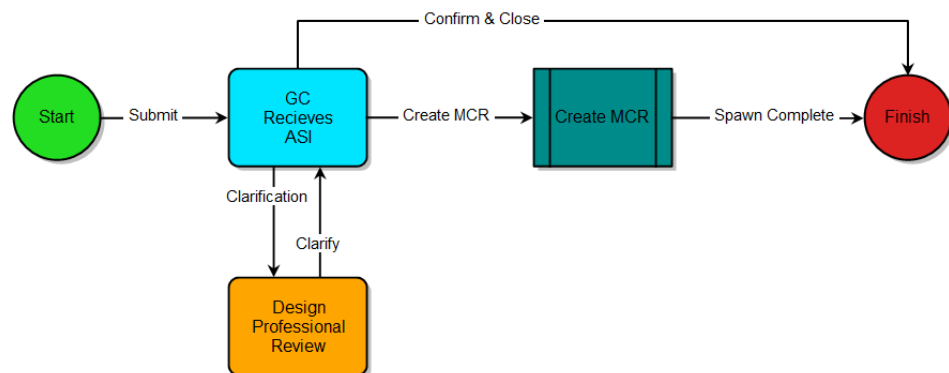 Confirm & Close
Start
Submit
GC
Recieves
ASI
Create MCR
Create MCR
Spawn Complete
Finish
Clarification
Clarify
Design
Professional
Review